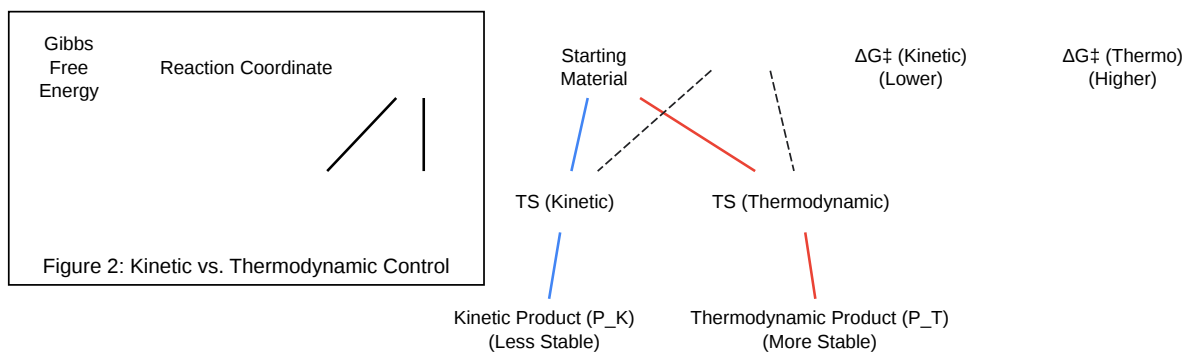 Gibbs
Free
Energy
Reaction Coordinate
Figure 2: Kinetic vs. Thermodynamic Control
Starting
Material
ΔG‡ (Kinetic)
(Lower)
ΔG‡ (Thermo)
(Higher)
TS (Kinetic)
TS (Thermodynamic)
Kinetic Product (P_K)
(Less Stable)
Thermodynamic Product (P_T)
(More Stable)